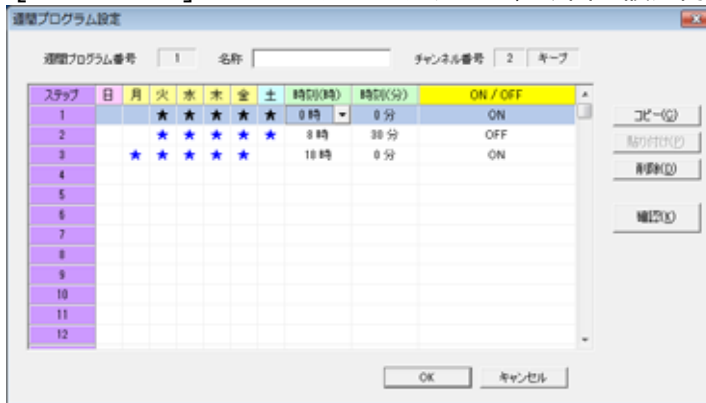 週間プログラム設定
週間プログラム番号 1 名称 チャンネル番号 2 キープ
ステップ 日 月 火 水 木 金 土 時刻(時) 時刻(分) ON / OFF
1 ★ ★ ★ ★ ★ 0 時 0 分 ON
2 ★ ★ ★ ★ ★ 8 時 30 分 OFF
3 ★ ★ ★ ★ ★ 18 時 0 分 ON
4
5
6
7
8
9
10
11
12
コピー(C)
貼り付け(P)
削除(D)
確認(K)
OK キャンセル